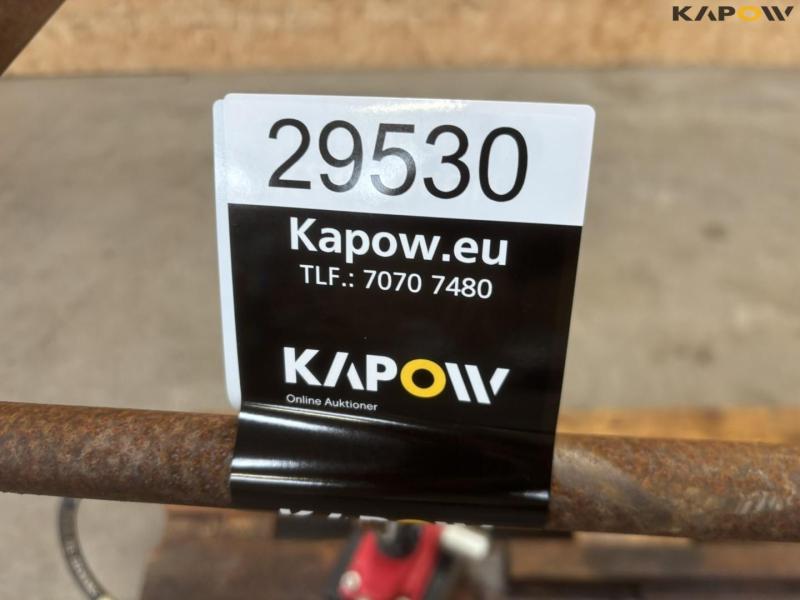 KAPOW
29530
Kapow.eu
TLF.: 7070 7480
KAPOW
Online Auktioner